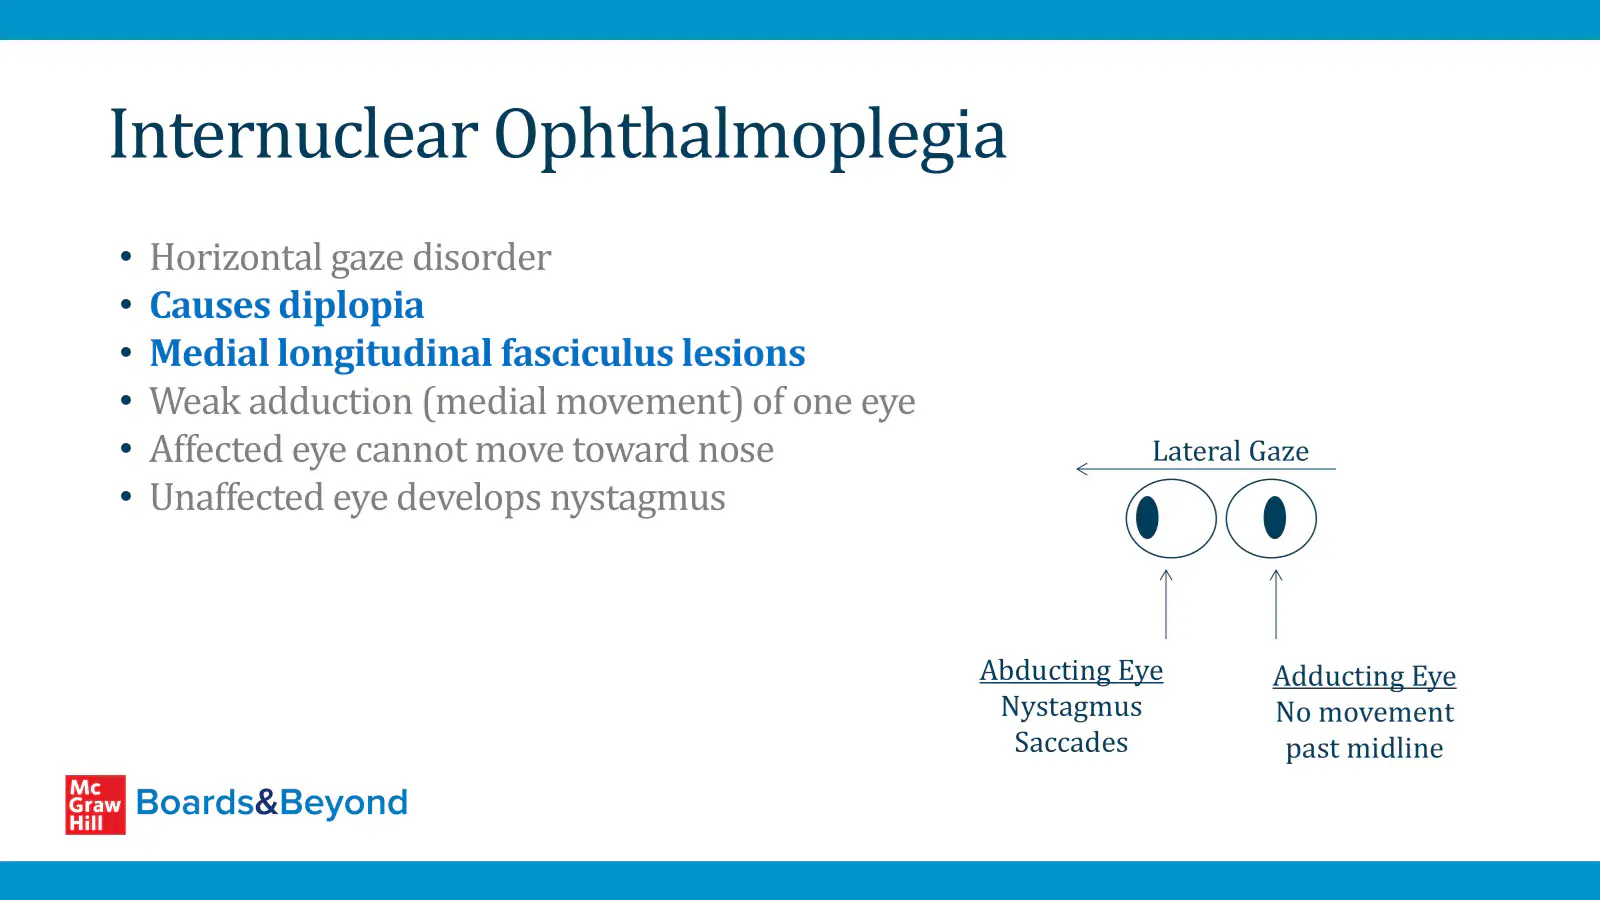 Internuclear Ophthalmoplegia
• Horizontal gaze disorder
• Causes diplopia
• Medial longitudinal fasciculus lesions
• Weak adduction (medial movement) of one eye
• Affected eye cannot move toward nose
• Unaffected eye develops nystagmus
Lateral Gaze
Abducting Eye
Nystagmus
Saccades
Adducting Eye
No movement
past midline
Mc
Graw
Hill
Boards&Beyond